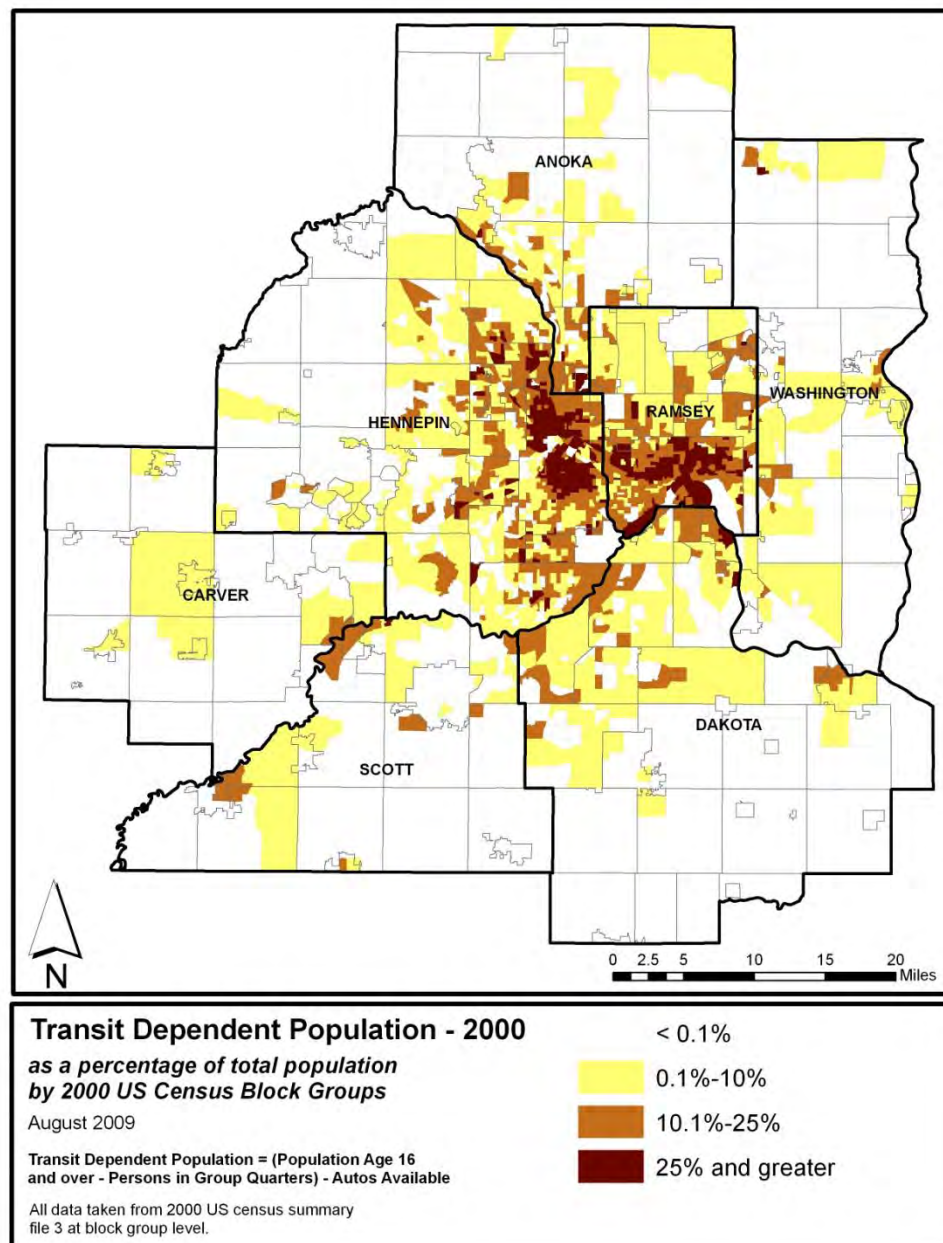 ANOKA
HENNEPIN
RAMSEY
WASHINGTON
CARVER
SCOTT
DAKOTA
N
0 2.5 5 10 15 20
Miles
Transit Dependent Population - 2000
as a percentage of total population
by 2000 US Census Block Groups
August 2009
Transit Dependent Population = (Population Age 16
and over - Persons in Group Quarters) - Autos Available
All data taken from 2000 US census summary
file 3 at block group level.
< 0.1%
0.1%-10%
10.1%-25%
25% and greater